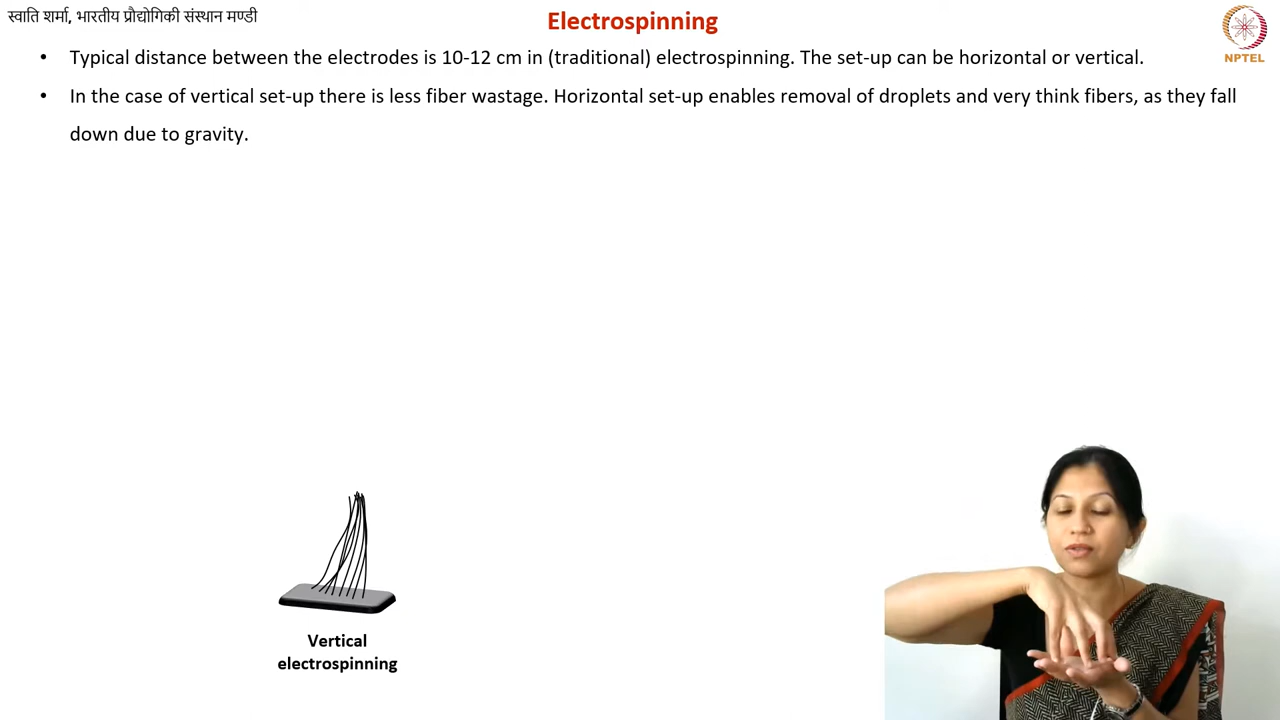 स्वाति शर्मा, भारतीय प्रौद्योगिकी संस्थान मण्डी
Electrospinning
NPTEL
• Typical distance between the electrodes is 10-12 cm in (traditional) electrospinning. The set-up can be horizontal or vertical.
• In the case of vertical set-up there is less fiber wastage. Horizontal set-up enables removal of droplets and very think fibers, as they fall
down due to gravity.
Vertical
electrospinning